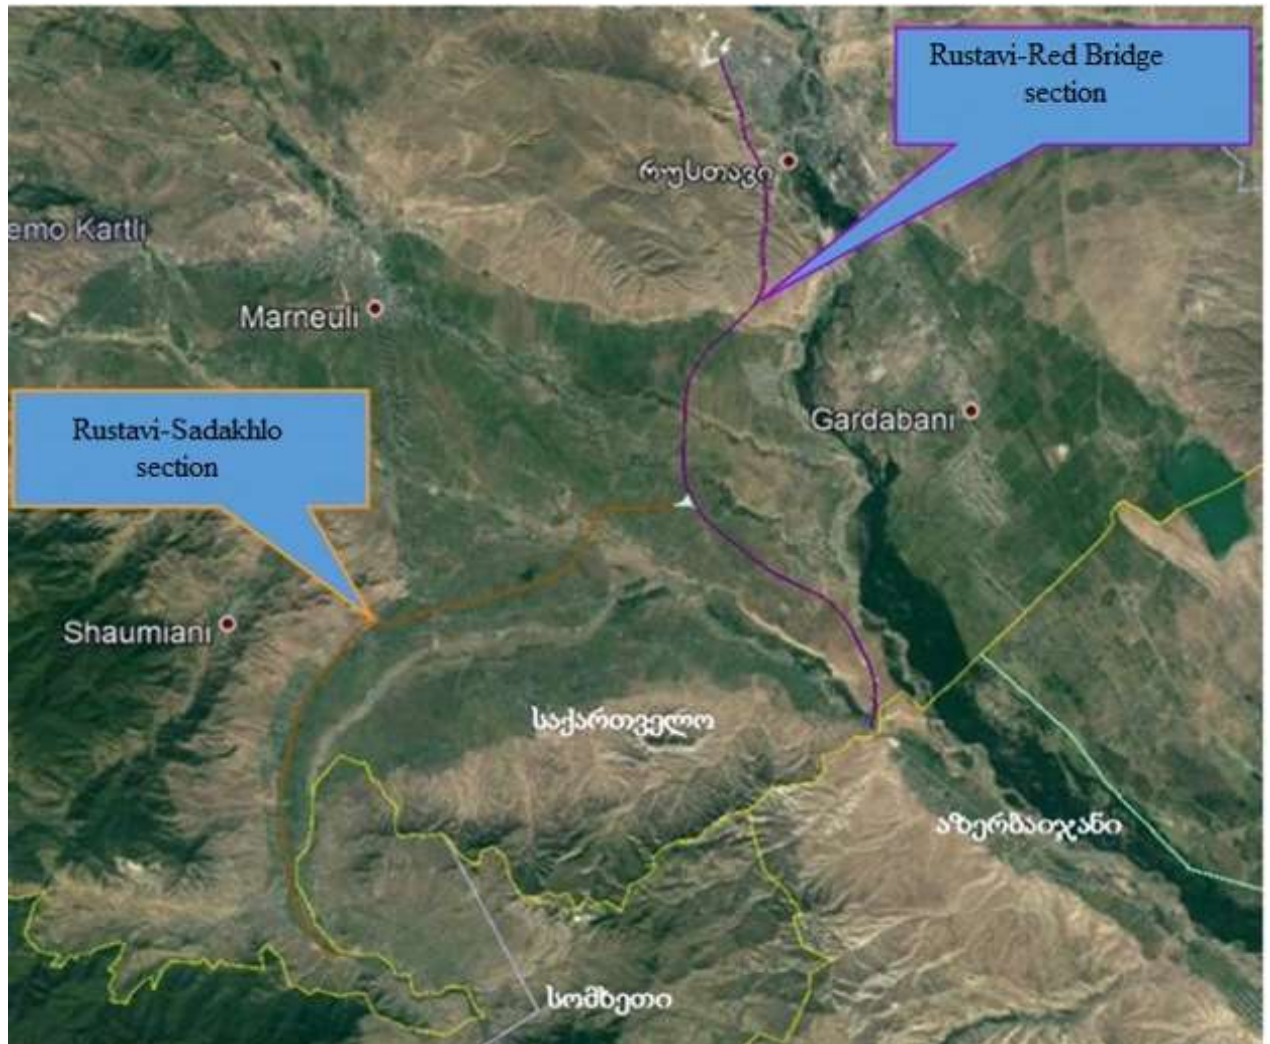 Rustavi-Red Bridge
section
რუსთავი
emo Kartli
Marneuli
Rustavi-Sadakhlo
section
Gardabani
Shaumiani
საქართველო
აზერბაიჯანი
სომხეთი